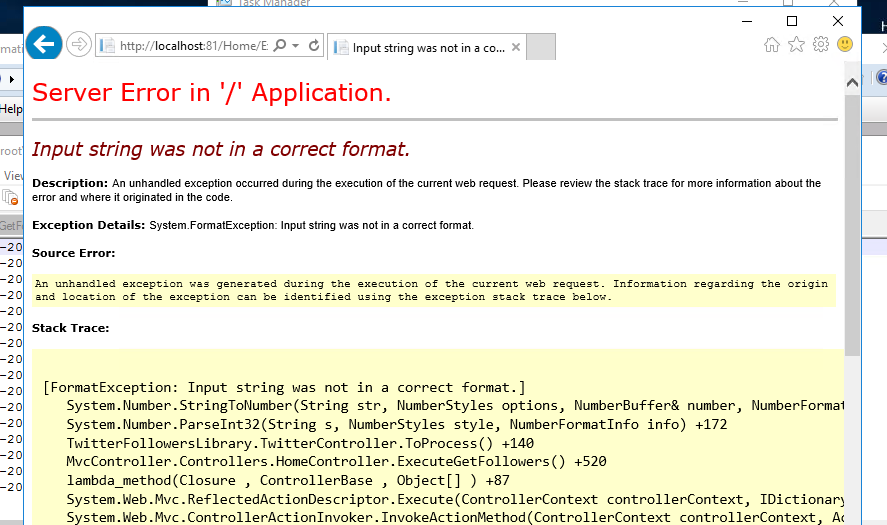 Task Manager
http://localhost:81/Home/E
Input string was not in a co...
Help
root
View
GetF
Server Error in '/' Application.
Input string was not in a correct format.
Description: An unhandled exception occurred during the execution of the current web request. Please review the stack trace for more information about the
error and where it originated in the code.
Exception Details: System.FormatException: Input string was not in a correct format.
Source Error:
An unhandled exception was generated during the execution of the current web request. Information regarding the origin
and location of the exception can be identified using the exception stack trace below.
Stack Trace:
[FormatException: Input string was not in a correct format.]
System.Number.StringToNumber(String str, NumberStyles options, NumberBuffer& number, NumberFormat
System.Number.ParseInt32(String s, NumberStyles style, NumberFormatInfo info) +172
TwitterFollowersLibrary.TwitterController.ToProcess() +140
MvcController.Controllers.HomeController.ExecuteGetFollowers() +520
lambda_method(Closure , ControllerBase , Object[] ) +87
System.Web.Mvc.ReflectedActionDescriptor.Execute(ControllerContext controllerContext, IDictionary
System.Web.Mvc.ControllerActionInvoker.InvokeActionMethod(ControllerContext controllerContext, Ac